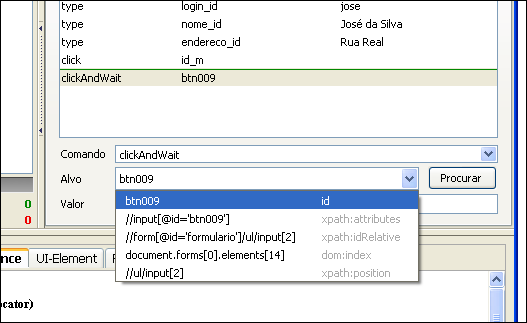 type login_id jose
type nome_id José da Silva
type endereco_id Rua Real
click id_m
clickAndWait btn009
Comando clickAndWait
Alvo btn009 Procurar
0 Valor
0
btn009 id
//input[@id='btn009'] xpath:attributes
//form[@id='formulario']/ul/input[2] xpath:idRelative
document.forms[0].elements[14] dom:index
//ul/input[2] xpath:position
UI-Element